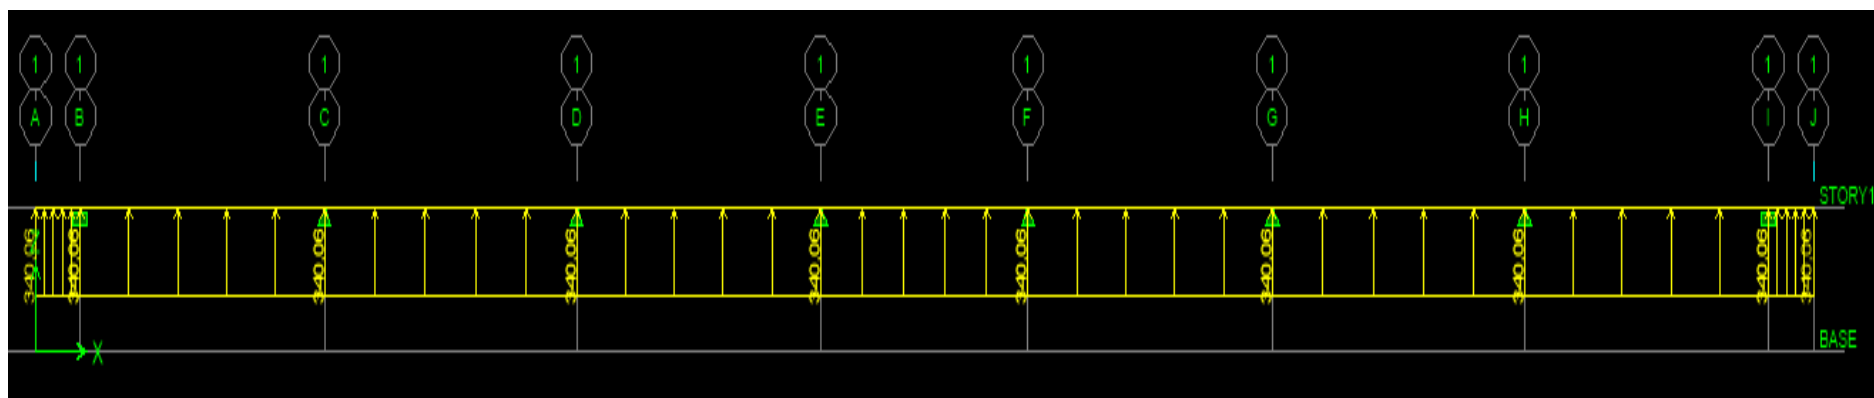 1 1 1 1 1 1 1 1 1 1
A B C D E F G H I J
STORY1
340.06 340.06 340.06 340.06 340.06 340.06 340.06 340.06 340.06 340.06
BASE
X